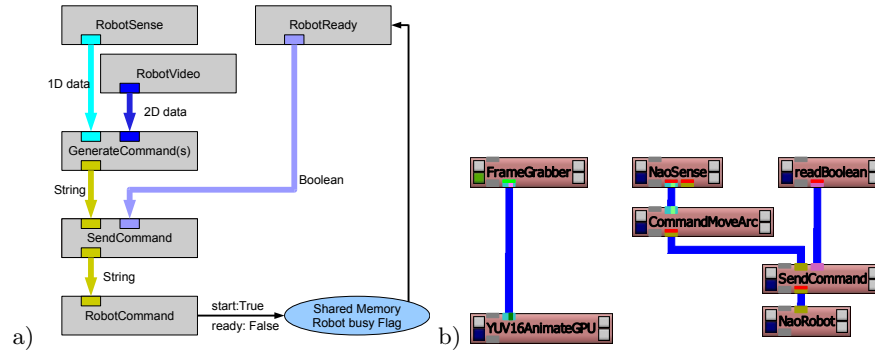 RobotSense
RobotReady
RobotVideo
1D data
2D data
GenerateCommand(s)
String
Boolean
SendCommand
String
RobotCommand
start:True
ready: False
Shared Memory
Robot busy Flag
a)
FrameGrabber
NaoSense
readBoolean
CommandMoveArc
SendCommand
YUV16AnimateGPU
NaoRobot
b)